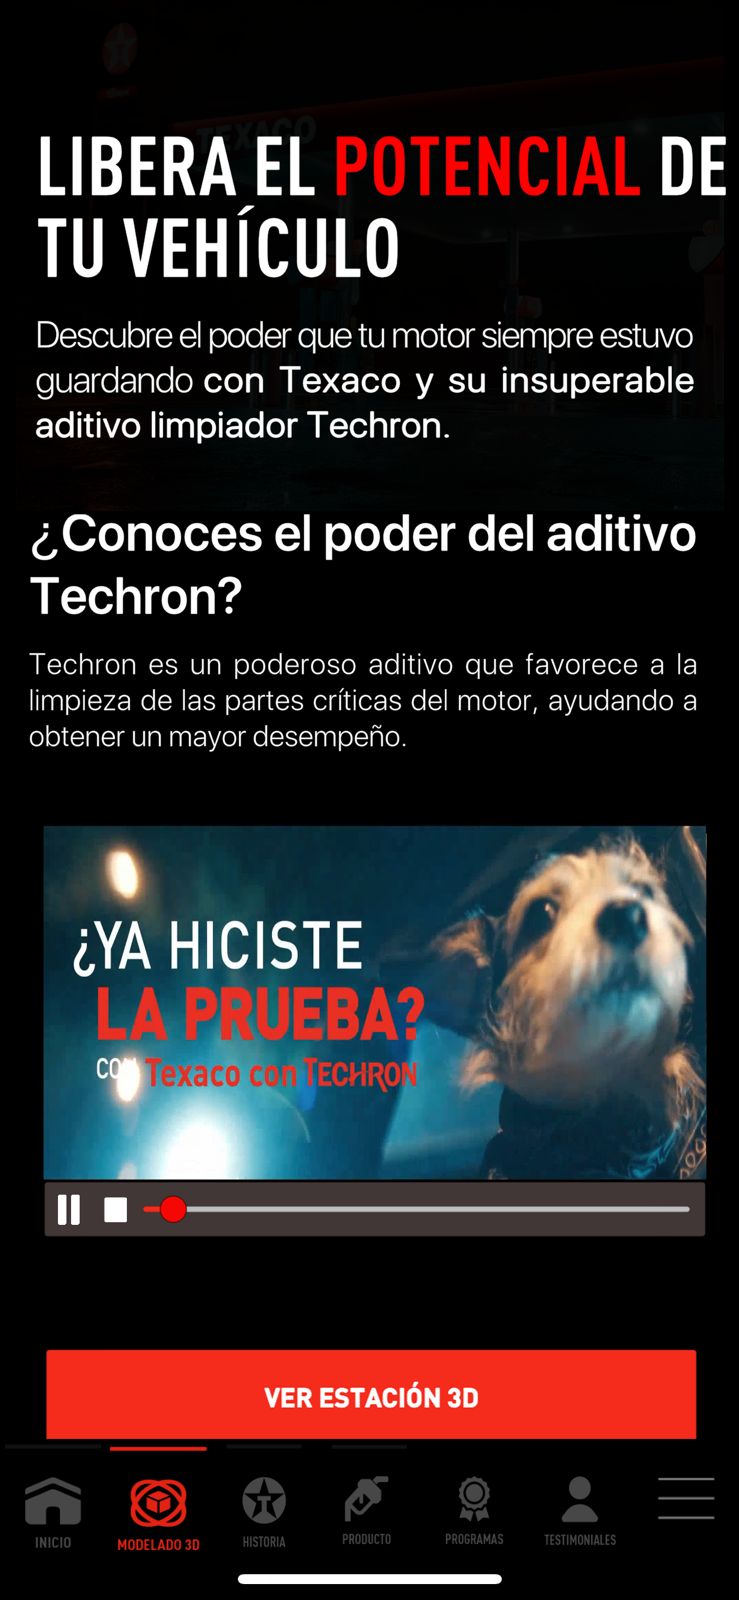 TEXACO
LIBERA EL POTENCIAL DE
TU VEHÍCULO
Descubre el poder que tu motor siempre estuvo
guardando con Texaco y su insuperable
aditivo limpiador Techron.
¿Conoces el poder del aditivo
Techron?
Techron es un poderoso aditivo que favorece a la
limpieza de las partes críticas del motor, ayudando a
obtener un mayor desempeño.
¿YA HICISTE
LA PRUEBA?
CON Texaco con TECHRON
VER ESTACIÓN 3D
INICIO
MODELADO 3D
HISTORIA
PRODUCTO
PROGRAMAS
TESTIMONIALES